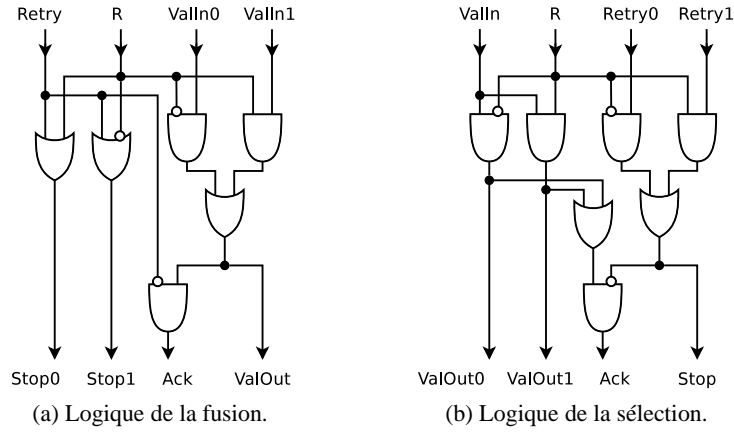 Retry R ValIn0 ValIn1
Stop0 Stop1 Ack ValOut
(a) Logique de la fusion.
ValIn R Retry0 Retry1
ValOut0 ValOut1 Ack Stop
(b) Logique de la sélection.